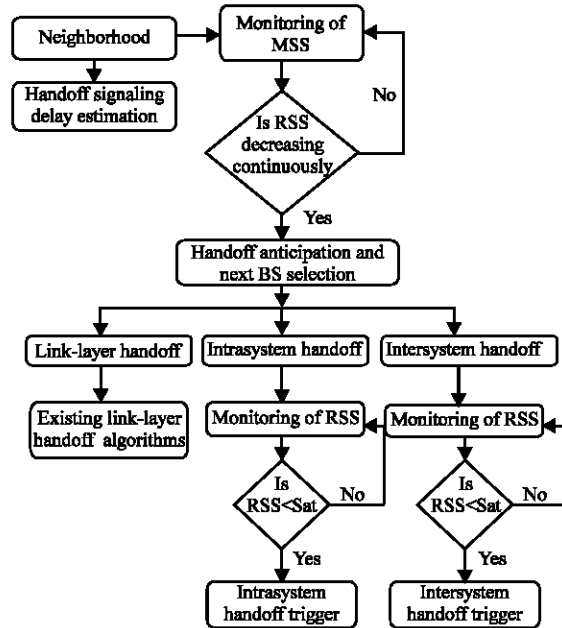 Neighborhood
Monitoring of
MSS
Handoff signaling
delay estimation
No
Is RSS
decreasing
continuously
Yes
Handoff anticipation and
next BS selection
Link-layer handoff
Intrasystem handoff
Intersystem handoff
Existing link-layer
handoff algorithms
Monitoring of RSS
Monitoring of RSS
Is
RSS<Sat
No
Is
RSS<Sat
No
Yes
Yes
Intrasystem
handoff trigger
Intersystem
handoff trigger